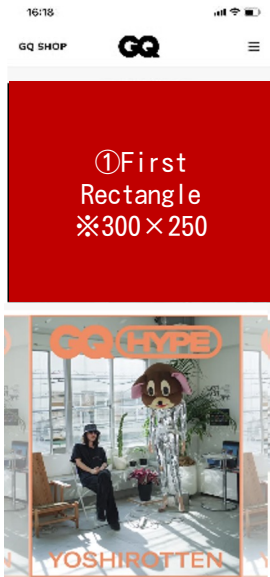 16:18
GQ SHOP
GQ
①First
Rectangle
※300×250
GQ HYPE
YOSHIROTTEN